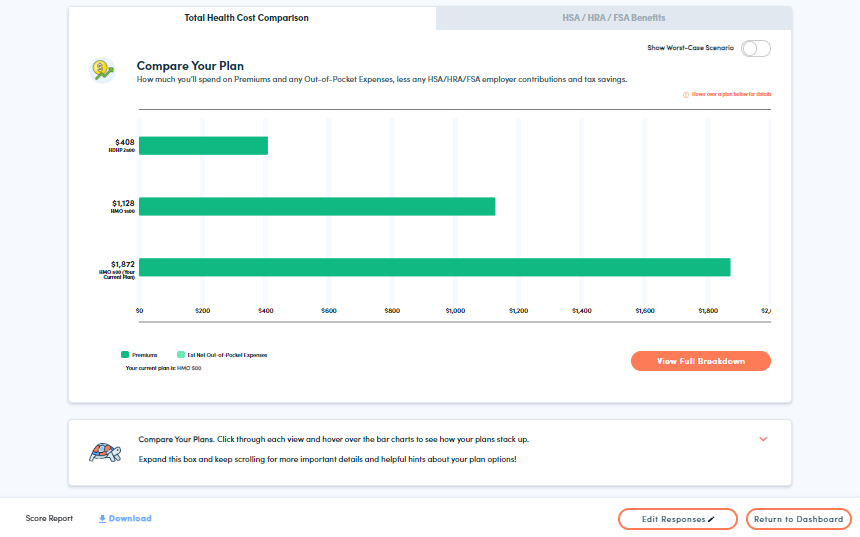 Total Health Cost Comparison
HSA / HRA / FSA Benefits
Show Worst-Case Scenario
Compare Your Plan
How much you'll spend on Premiums and any Out-of-Pocket Expenses, less any HSA/HRA/FSA employer contributions and tax savings.
Hover over a plan below for details
$408
HDHP 2500
$1,128
HMO 1500
$1,872
HMO 500 (Your
Current Plan)
$0 $200 $400 $600 $800 $1,000 $1,200 $1,400 $1,600 $1,800 $2,
Premiums Est Net Out-of-Pocket Expenses
Your current plan is: HMO 500
View Full Breakdown
Compare Your Plans. Click through each view and hover over the bar charts to see how your plans stack up.
Expand this box and keep scrolling for more important details and helpful hints about your plan options!
Score Report
Download
Edit Responses
Return to Dashboard